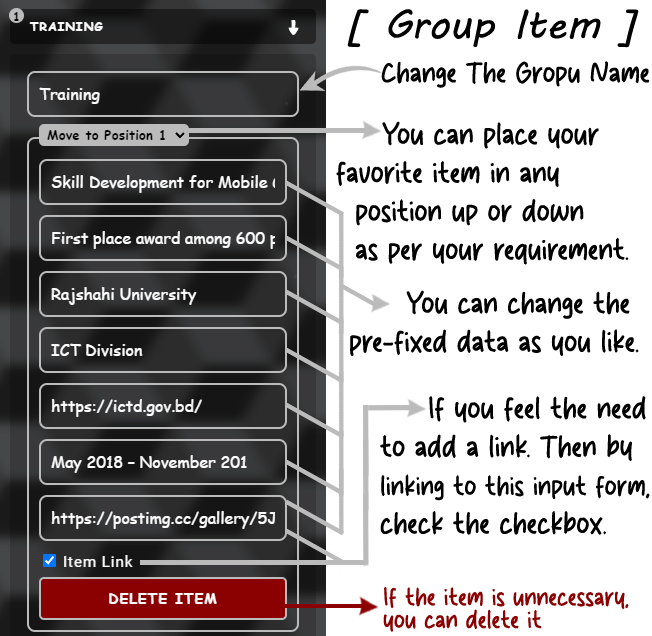 1
TRAINING
[ Group Item ]
Change The Gropu Name
Training
Move to Position 1
You can place your
favorite item in any
position up or down
as per your requirement.
Skill Development for Mobile
First place award among 600 p
Rajshahi University
ICT Division
https://ictd.gov.bd/
May 2018 – November 201
https://postimg.cc/gallery/5J
You can change the
pre-fixed data as you like.
If you feel the need
to add a link. Then by
linking to this input form,
check the checkbox.
Item Link
DELETE ITEM
If the item is unnecessary,
you can delete it